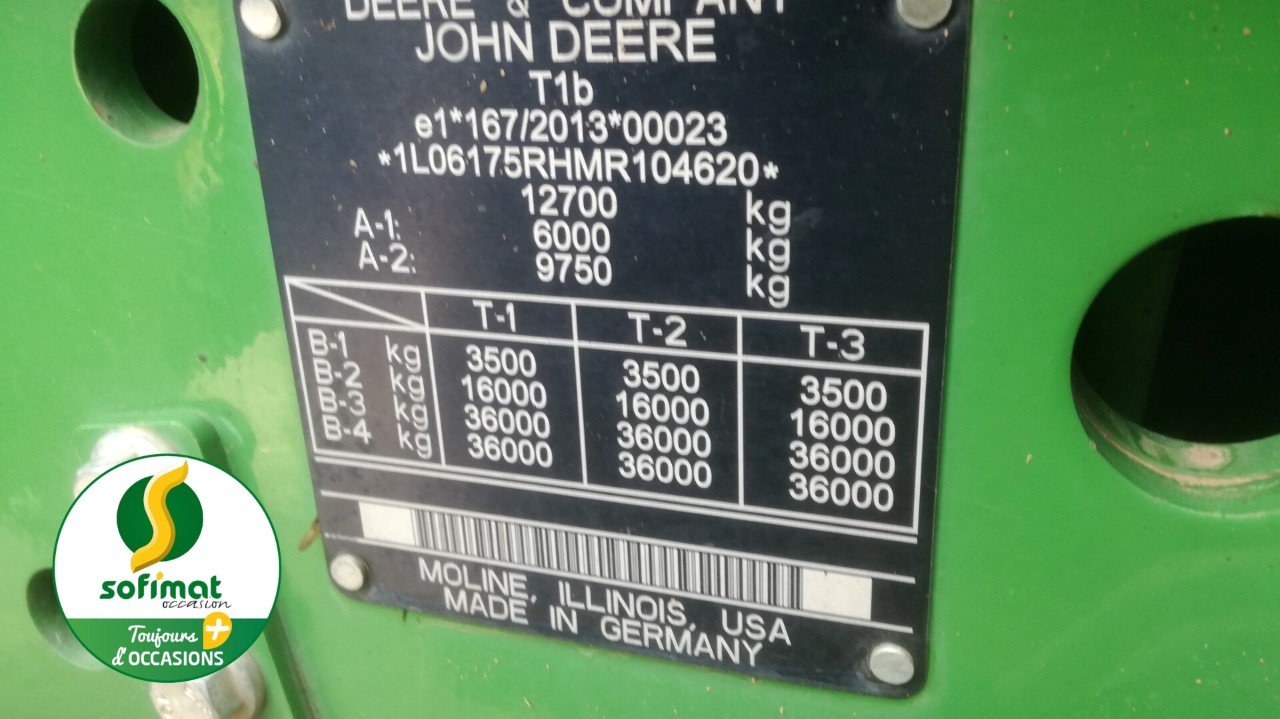 DEERE & COMPANY
JOHN DEERE
T1b
e1*167/2013*00023
*1L06175RHMR104620*
12700 kg
A-1: 6000 kg
A-2: 9750 kg
T-1 T-2 T-3
B-1 kg 3500 3500 3500
B-2 kg 16000 16000 16000
B-3 kg 36000 36000 36000
B-4 kg 36000 36000 36000
MOLINE, ILLINOIS, USA
MADE IN GERMANY
sofimat
occasion
Toujours +
d'OCCASIONS